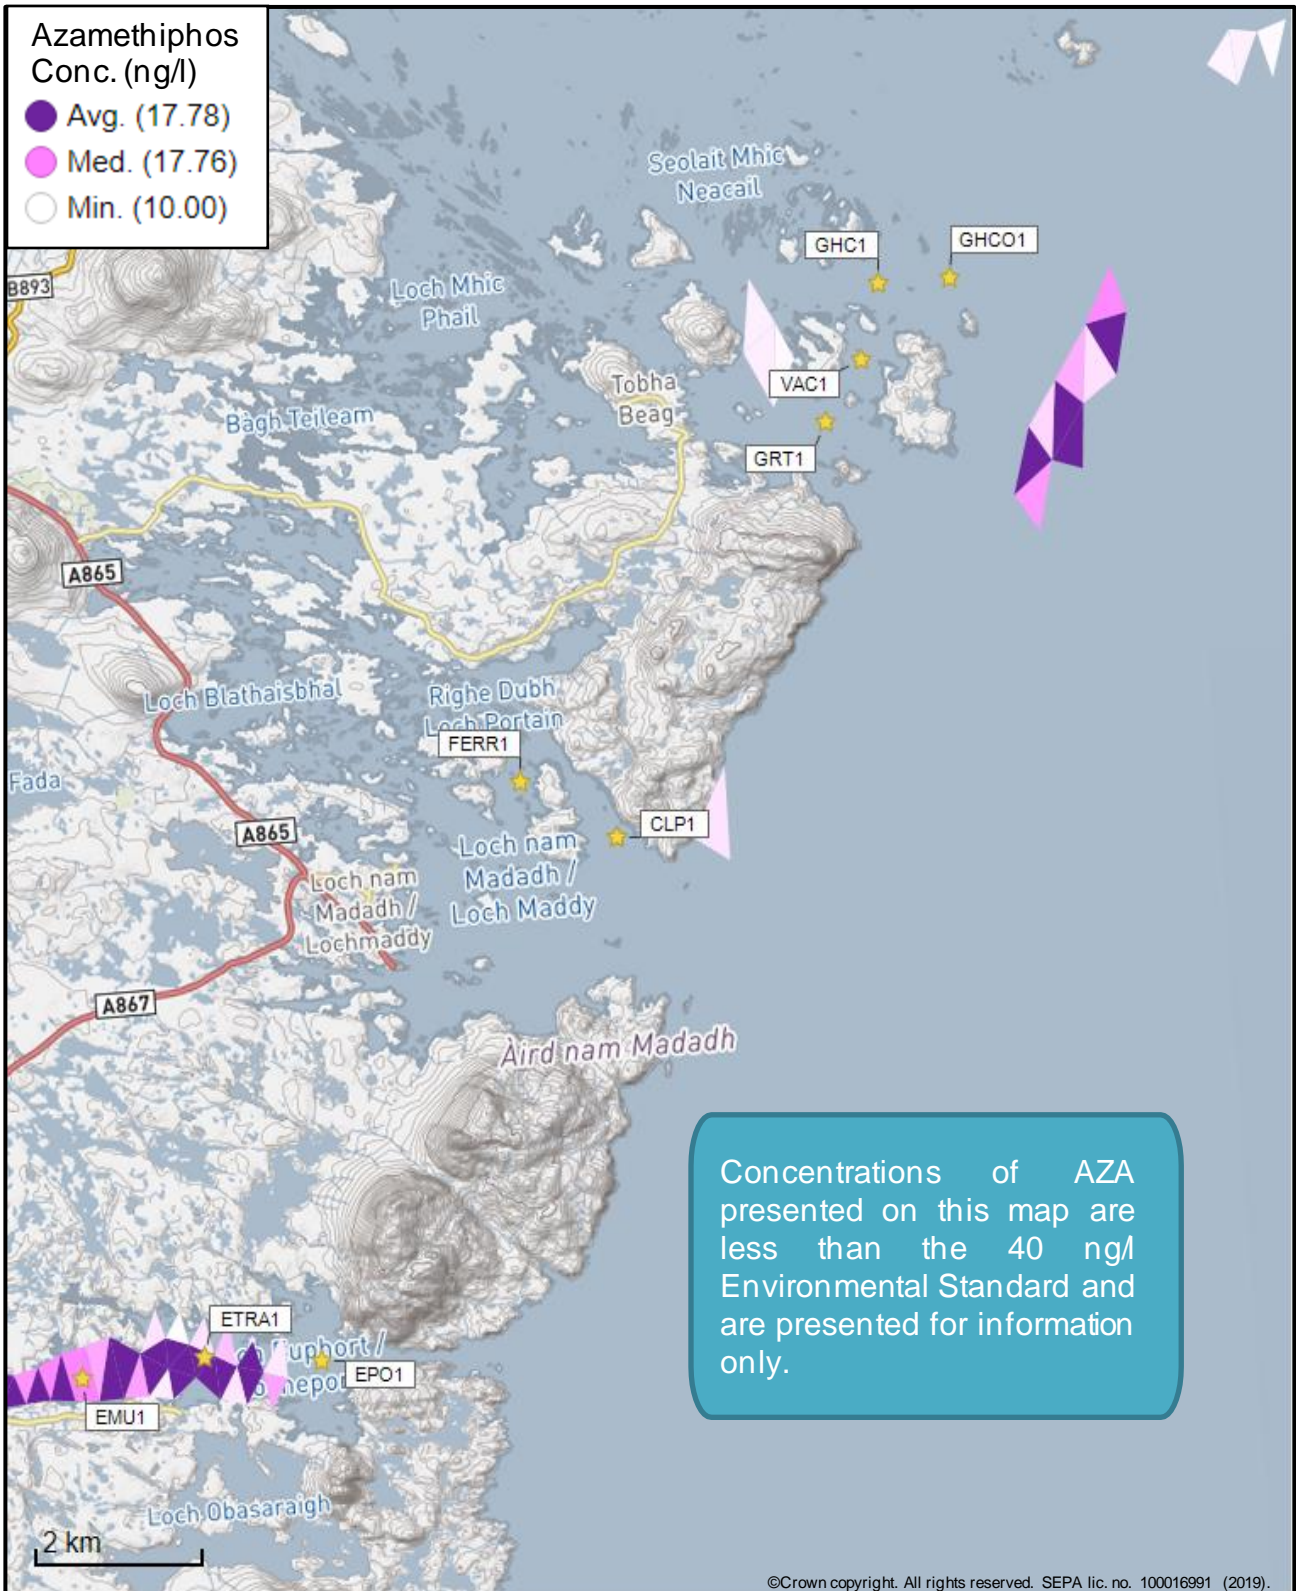 Azamethiphos
Conc. (ng/l)
Avg. (17.78)
Med. (17.76)
Min. (10.00)
Seolait Mhic
Neacail
GHC1
GHCO1
B893
Loch Mhic
Phail
VAC1
Tobha
Beag
Bàgh Teileam
GRT1
A865
Loch Blathaisbhal
Righe Dubh
Loch Portain
FERR1
Fada
CLP1
A865
Loch nam
Madadh /
Loch Maddy
Loch nam
Madadh /
Lochmaddy
A867
Àird nam Madadh
Concentrations of AZA
presented on this map are
less than the 40 ng/l
Environmental Standard and
are presented for information
only.
ETRA1
Euphort /
EPO1
EMU1
Loch Obasaraigh
2 km
©Crown copyright. All rights reserved. SEPA lic. no. 100016991 (2019).